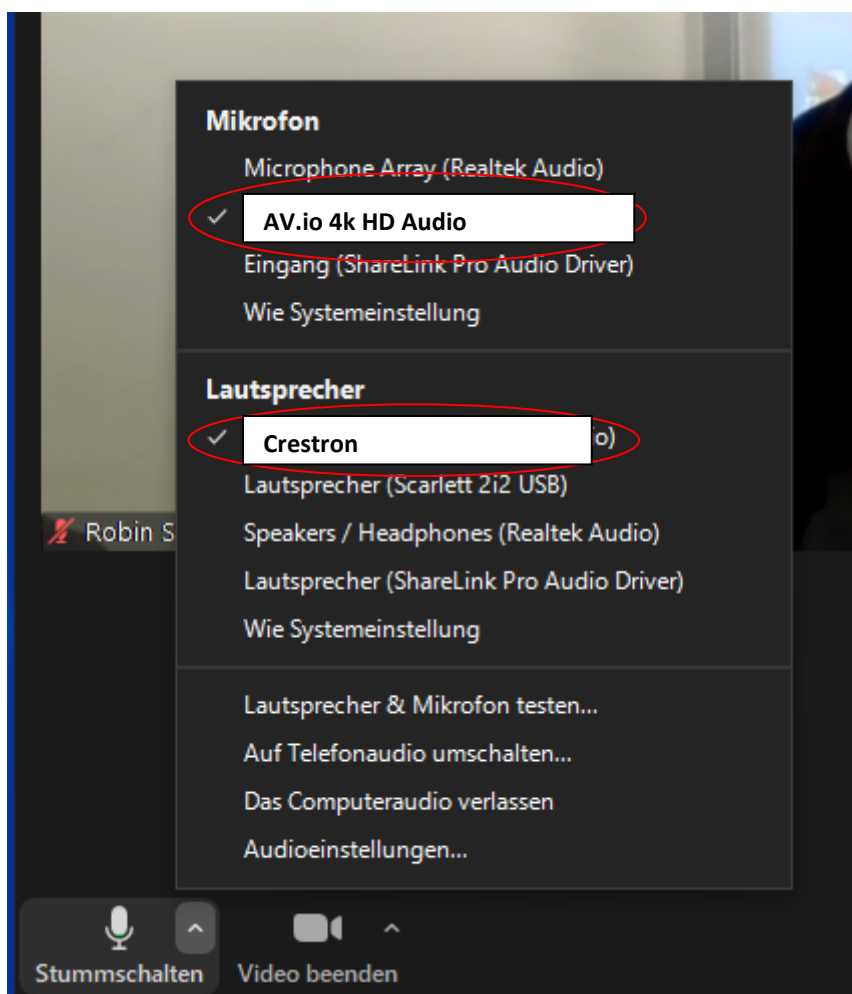 Mikrofon
Microphone Array (Realtek Audio)
AV.io 4k HD Audio
Eingang (ShareLink Pro Audio Driver)
Wie Systemeinstellung
Lautsprecher
Crestron io)
Lautsprecher (Scarlett 2i2 USB)
Robin S
Speakers / Headphones (Realtek Audio)
Lautsprecher (ShareLink Pro Audio Driver)
Wie Systemeinstellung
Lautsprecher & Mikrofon testen...
Auf Telefonaudio umschalten...
Das Computeraudio verlassen
Audioeinstellungen...
Stummschalten Video beenden